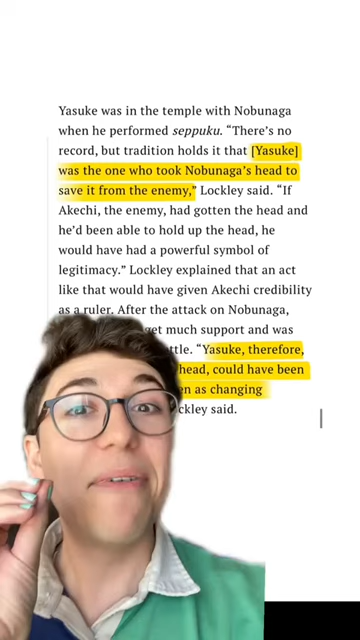 Yasuke was in the temple with Nobunaga
when he performed seppuku. “There’s no
record, but tradition holds it that [Yasuke]
was the one who took Nobunaga’s head to
save it from the enemy,” Lockley said. “If
Akechi, the enemy, had gotten the head and
he’d been able to hold up the head, he
would have had a powerful symbol of
legitimacy.” Lockley explained that an act
like that would have given Akechi credibility
as a ruler. After the attack on Nobunaga,
get much support and was
“Yasuke, therefore,
head, could have been
as changing
said.